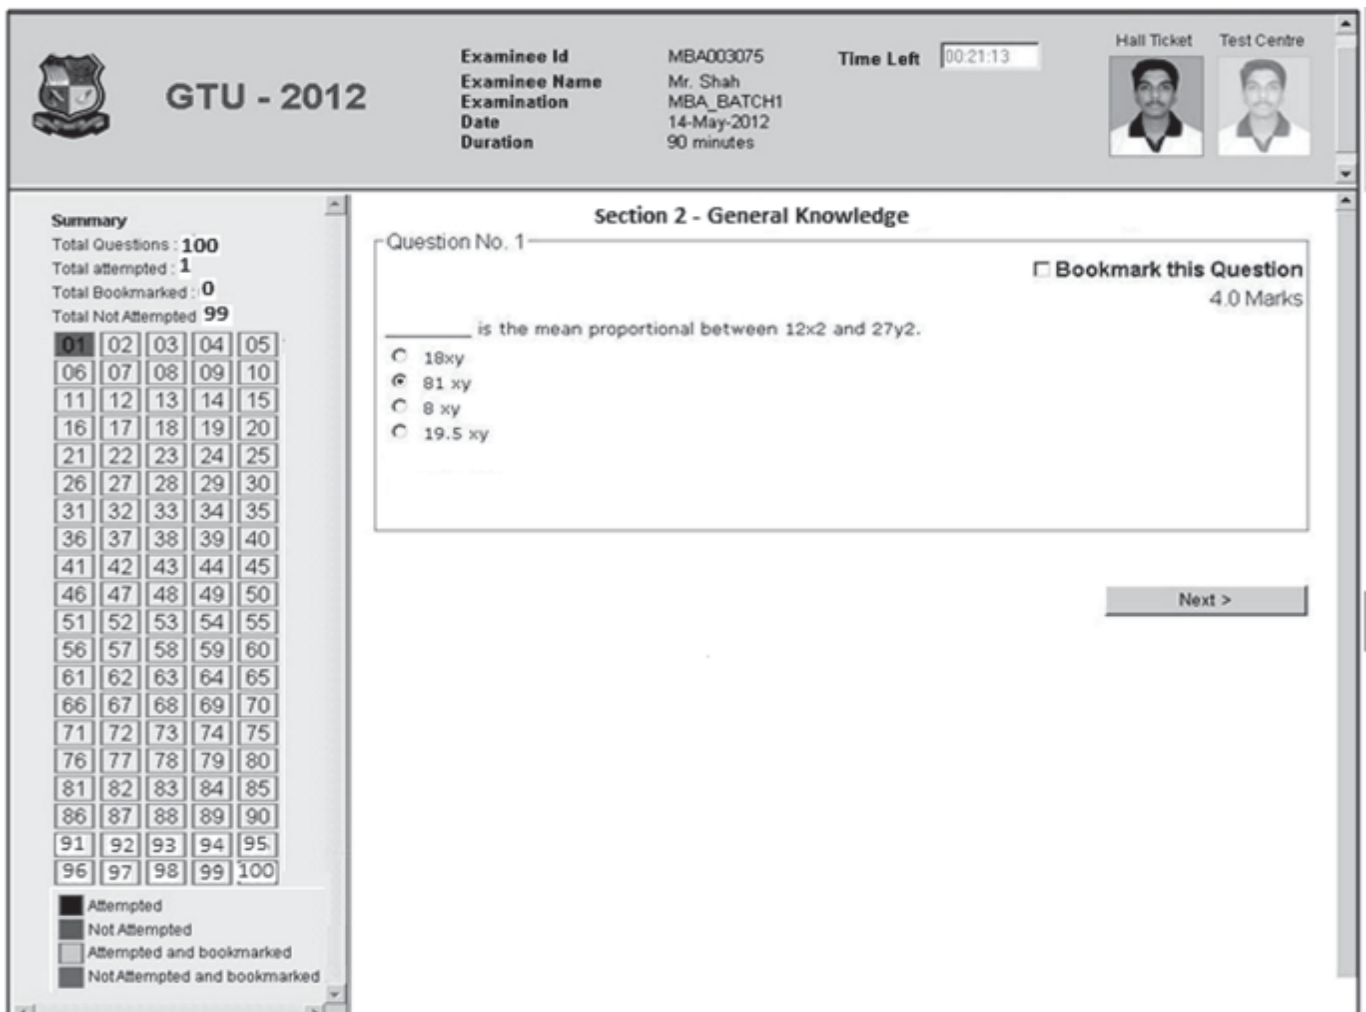 GTU - 2012
Examinee Id MBA003075
Examinee Name Mr. Shah
Examination MBA_BATCH1
Date 14-May-2012
Duration 90 minutes
Time Left 00:21:13
Hall Ticket Test Centre
Summary
Total Questions : 100
Total attempted : 1
Total Bookmarked : 0
Total Not Attempted 99
01 02 03 04 05
06 07 08 09 10
11 12 13 14 15
16 17 18 19 20
21 22 23 24 25
26 27 28 29 30
31 32 33 34 35
36 37 38 39 40
41 42 43 44 45
46 47 48 49 50
51 52 53 54 55
56 57 58 59 60
61 62 63 64 65
66 67 68 69 70
71 72 73 74 75
76 77 78 79 80
81 82 83 84 85
86 87 88 89 90
91 92 93 94 95
96 97 98 99 100
Attempted
Not Attempted
Attempted and bookmarked
Not Attempted and bookmarked
Section 2 - General Knowledge
Question No. 1
Bookmark this Question
4.0 Marks
________ is the mean proportional between 12x2 and 27y2.
18xy
81 xy
8 xy
19.5 xy
Next >